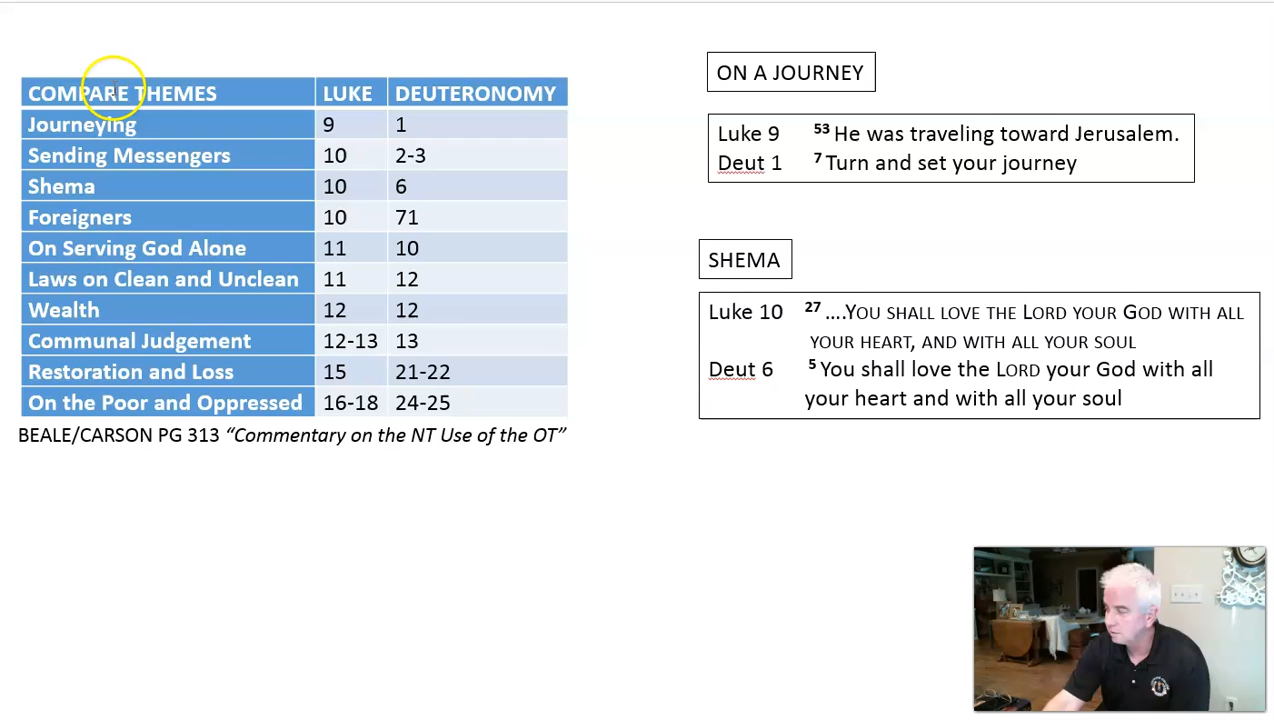 COMPARE THEMES LUKE DEUTERONOMY
Journeying 9 1
Sending Messengers 10 2-3
Shema 10 6
Foreigners 10 71
On Serving God Alone 11 10
Laws on Clean and Unclean 11 12
Wealth 12 12
Communal Judgement 12-13 13
Restoration and Loss 15 21-22
On the Poor and Oppressed 16-18 24-25
BEALE/CARSON PG 313 “Commentary on the NT Use of the OT”
ON A JOURNEY
Luke 9 53 He was traveling toward Jerusalem.
Deut 1 7 Turn and set your journey
SHEMA
Luke 10 27 ....YOU SHALL LOVE THE LORD YOUR GOD WITH ALL
YOUR HEART, AND WITH ALL YOUR SOUL
Deut 6 5 You shall love the LORD your God with all
your heart and with all your soul